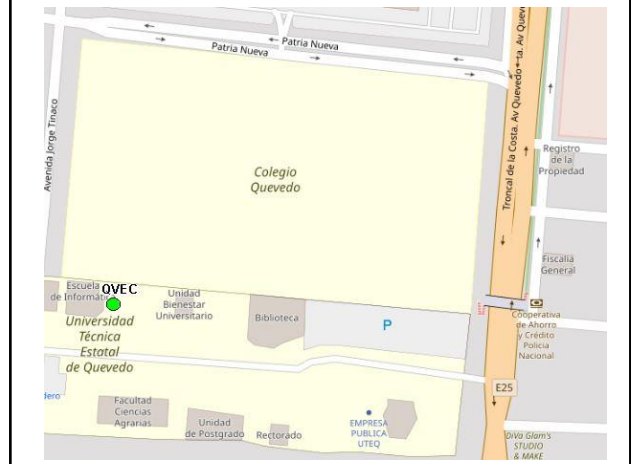 Patria Nueva
Patria Nueva
Avenida Jorge Tinaco
Troncal de la Costa. Av Quevedo
Colegio
Quevedo
Registro
de la
Propiedad
Fiscalía
General
Escuela
de Informática
QVEC
Unidad
Bienestar
Universitario
Biblioteca
P
Cooperativa
de Ahorro
y Crédito
Policia
Nacional
Universidad
Técnica
Estatal
de Quevedo
E25
Facultad
Ciencias
Agrarias
Unidad
de Postgrado
Rectorado
EMPRESA
PUBLICA
UTEQ
DiVa Glam's
STUDIO
& MAKE